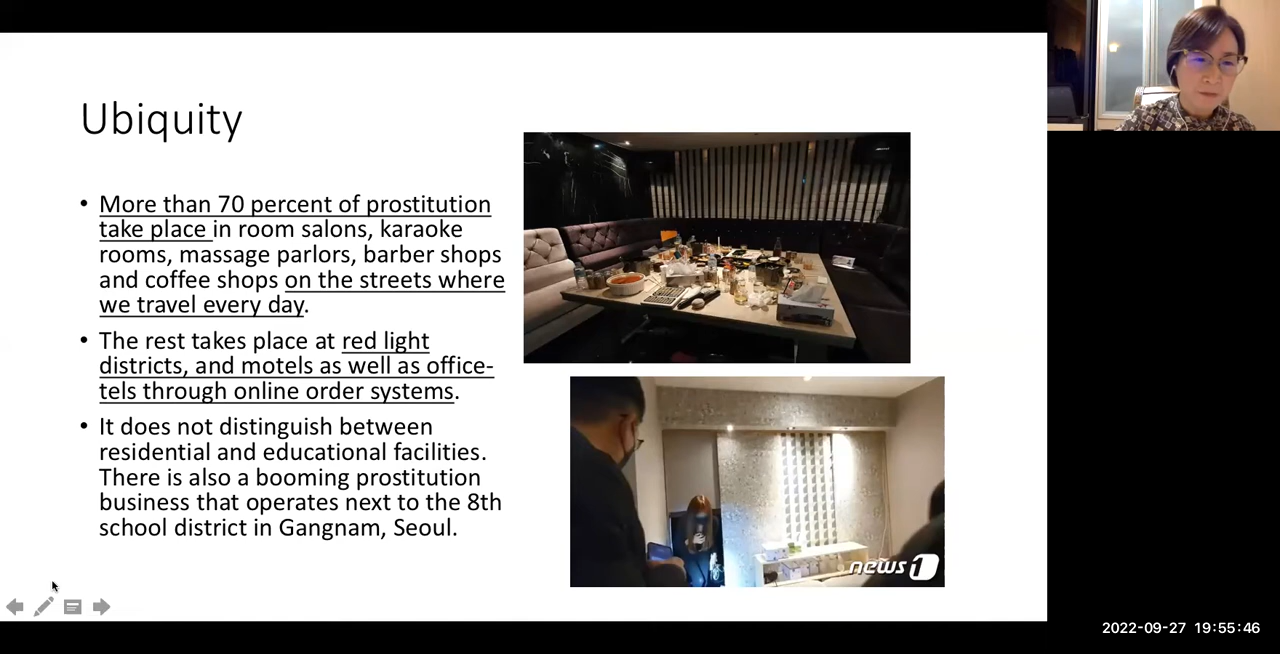 Ubiquity
• More than 70 percent of prostitution
take place in room salons, karaoke
rooms, massage parlors, barber shops
and coffee shops on the streets where
we travel every day.
• The rest takes place at red light
districts, and motels as well as office-
tels through online order systems.
• It does not distinguish between
residential and educational facilities.
There is also a booming prostitution
business that operates next to the 8th
school district in Gangnam, Seoul.
news1
2022-09-27 19:55:46